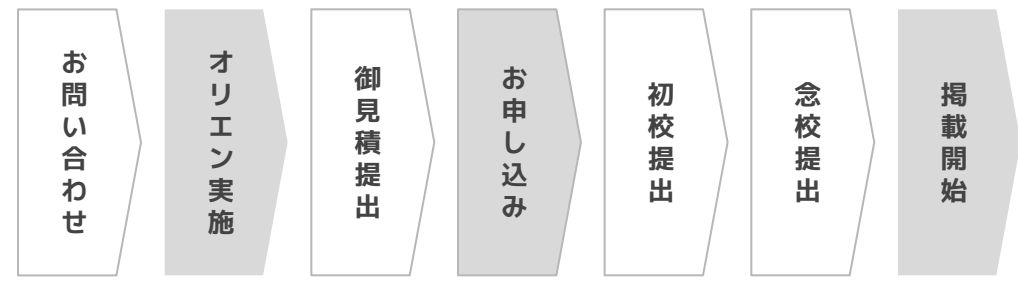 お問い合わせ
オリエン実施
御見積提出
お申し込み
初校提出
念校提出
掲載開始